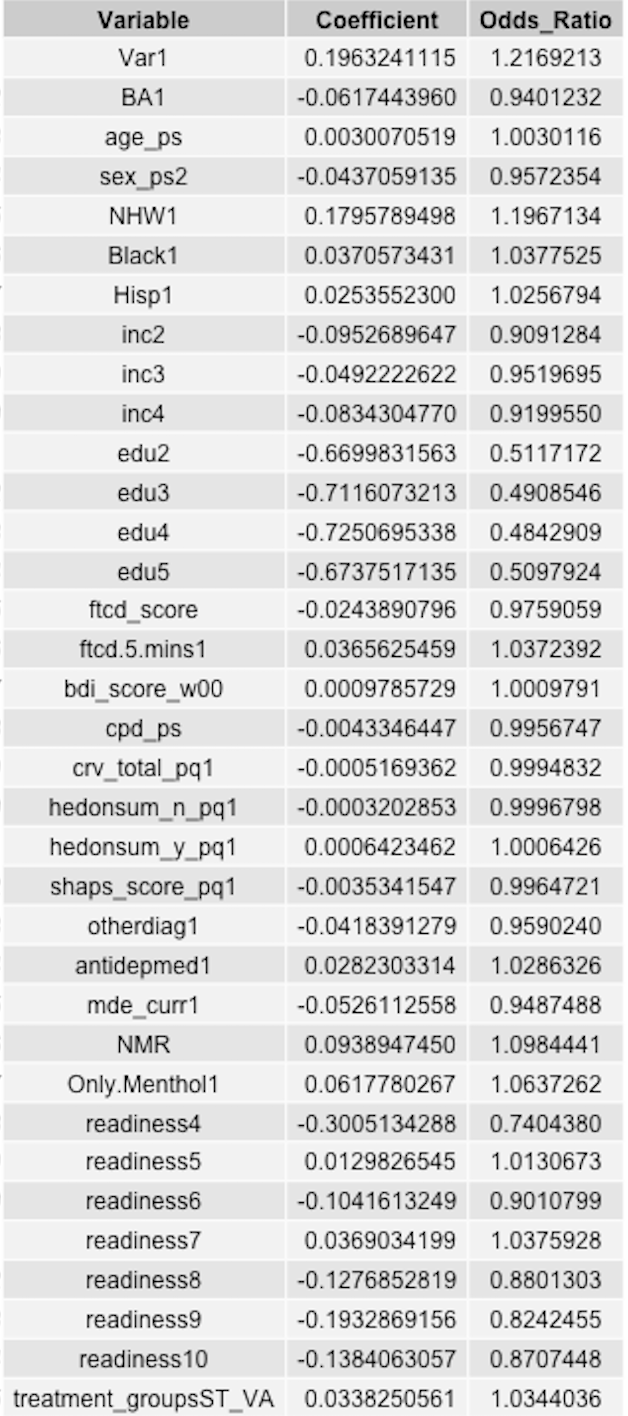 Variable Coefficient Odds_Ratio
Var1 0.1963241115 1.2169213
BA1 -0.0617443960 0.9401232
age_ps 0.0030070519 1.0030116
sex_ps2 -0.0437059135 0.9572354
NHW1 0.1795789498 1.1967134
Black1 0.0370573431 1.0377525
Hisp1 0.0253552300 1.0256794
inc2 -0.0952689647 0.9091284
inc3 -0.0492222622 0.9519695
inc4 -0.0834304770 0.9199550
edu2 -0.6699831563 0.5117172
edu3 -0.7116073213 0.4908546
edu4 -0.7250695338 0.4842909
edu5 -0.6737517135 0.5097924
ftcd_score -0.0243890796 0.9759059
ftcd.5.mins1 0.0365625459 1.0372392
bdi_score_w00 0.0009785729 1.0009791
cpd_ps -0.0043346447 0.9956747
crv_total_pq1 -0.0005169362 0.9994832
hedonsum_n_pq1 -0.0003202853 0.9996798
hedonsum_y_pq1 0.0006423462 1.0006426
shaps_score_pq1 -0.0035341547 0.9964721
otherdiag1 -0.0418391279 0.9590240
antidepmed1 0.0282303314 1.0286326
mde_curr1 -0.0526112558 0.9487488
NMR 0.0938947450 1.0984441
Only.Menthol1 0.0617780267 1.0637262
readiness4 -0.3005134288 0.7404380
readiness5 0.0129826545 1.0130673
readiness6 -0.1041613249 0.9010799
readiness7 0.0369034199 1.0375928
readiness8 -0.1276852819 0.8801303
readiness9 -0.1932869156 0.8242455
readiness10 -0.1384063057 0.8707448
treatment_groupsST_VA 0.0338250561 1.0344036